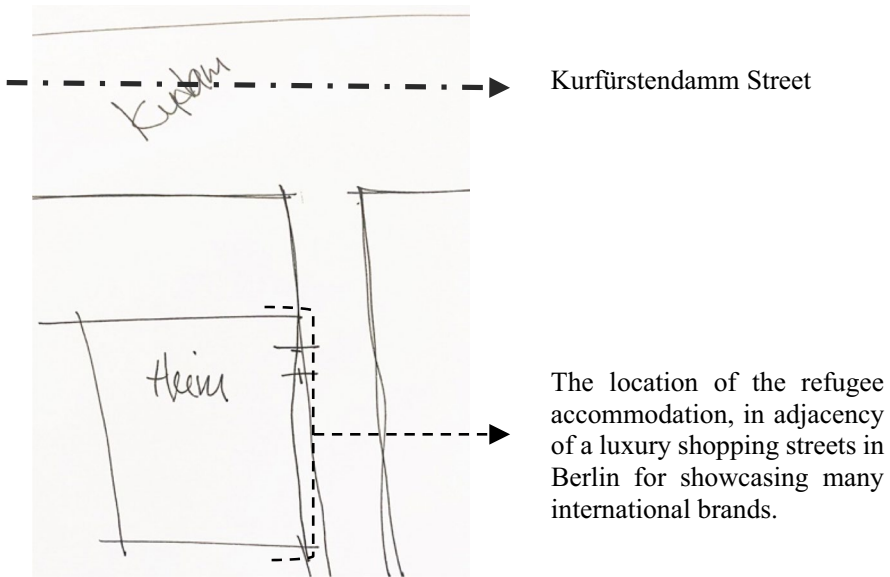 Kudam
Kurfürstendamm Street
Heim
The location of the refugee
accommodation, in adjacency
of a luxury shopping streets in
Berlin for showcasing many
international brands.